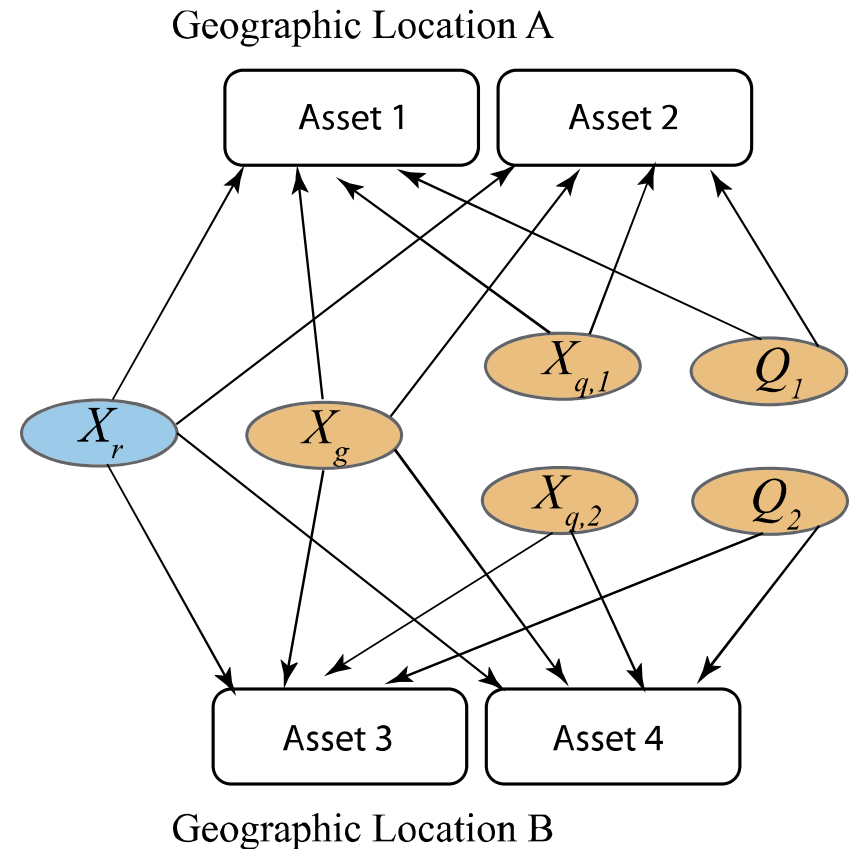 Geographic Location A
Asset 1
Asset 2
X_{q,1}
Q_1
X_r
X_g
X_{q,2}
Q_2
Asset 3
Asset 4
Geographic Location B